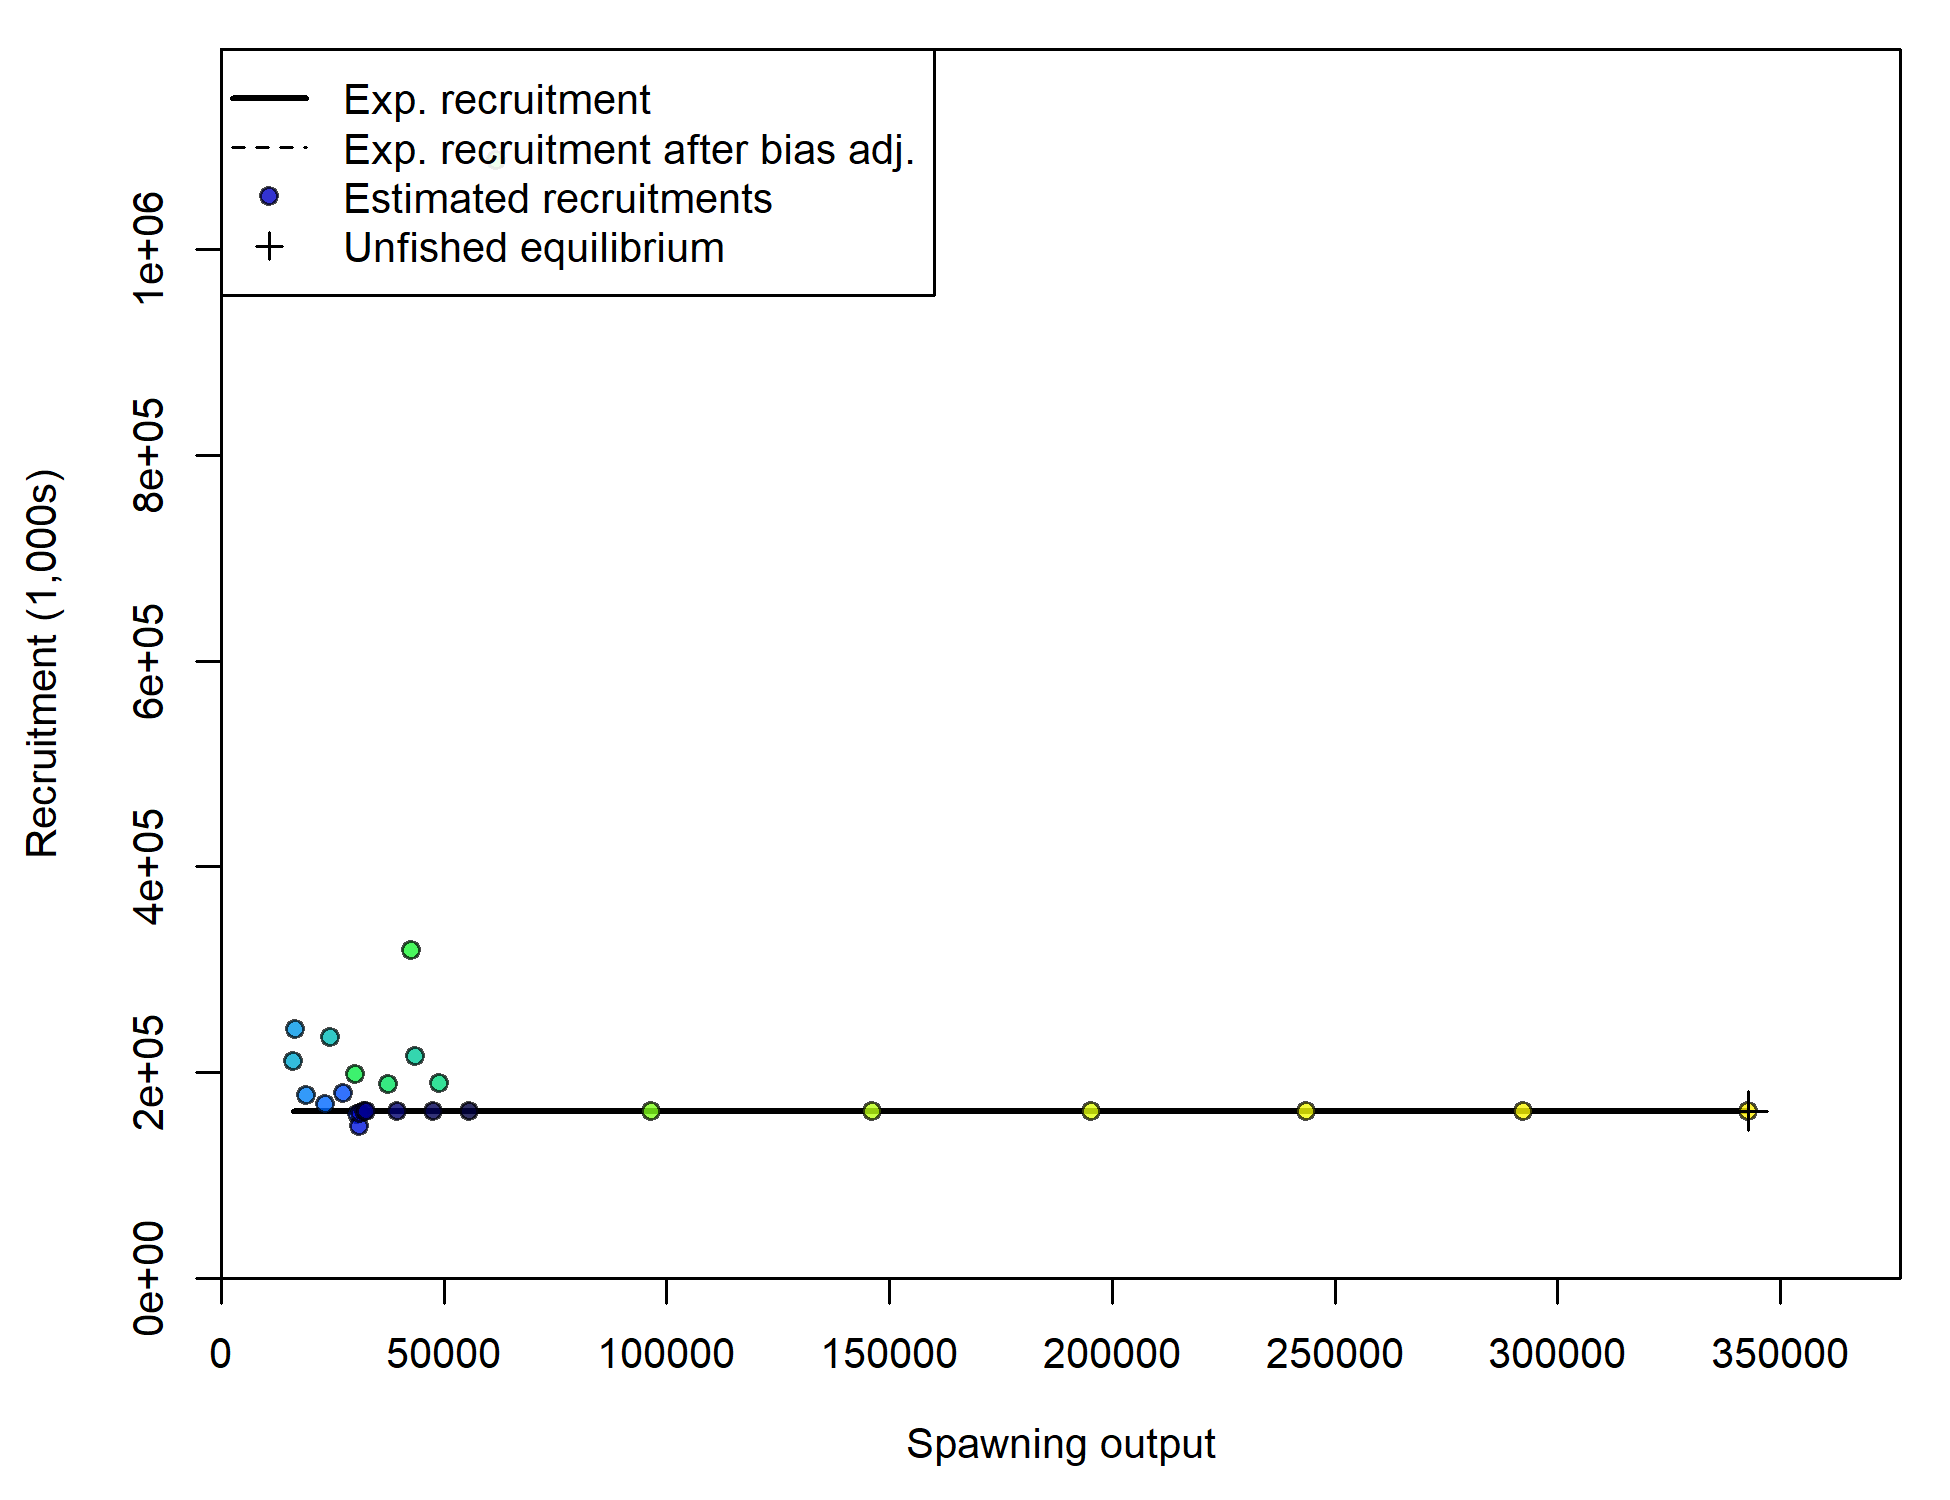 Exp. recruitment
Exp. recruitment after bias adj.
Estimated recruitments
Unfished equilibrium
1e+06
8e+05
6e+05
4e+05
2e+05
0e+00
Recruitment (1,000s)
0 50000 100000 150000 200000 250000 300000 350000
Spawning output